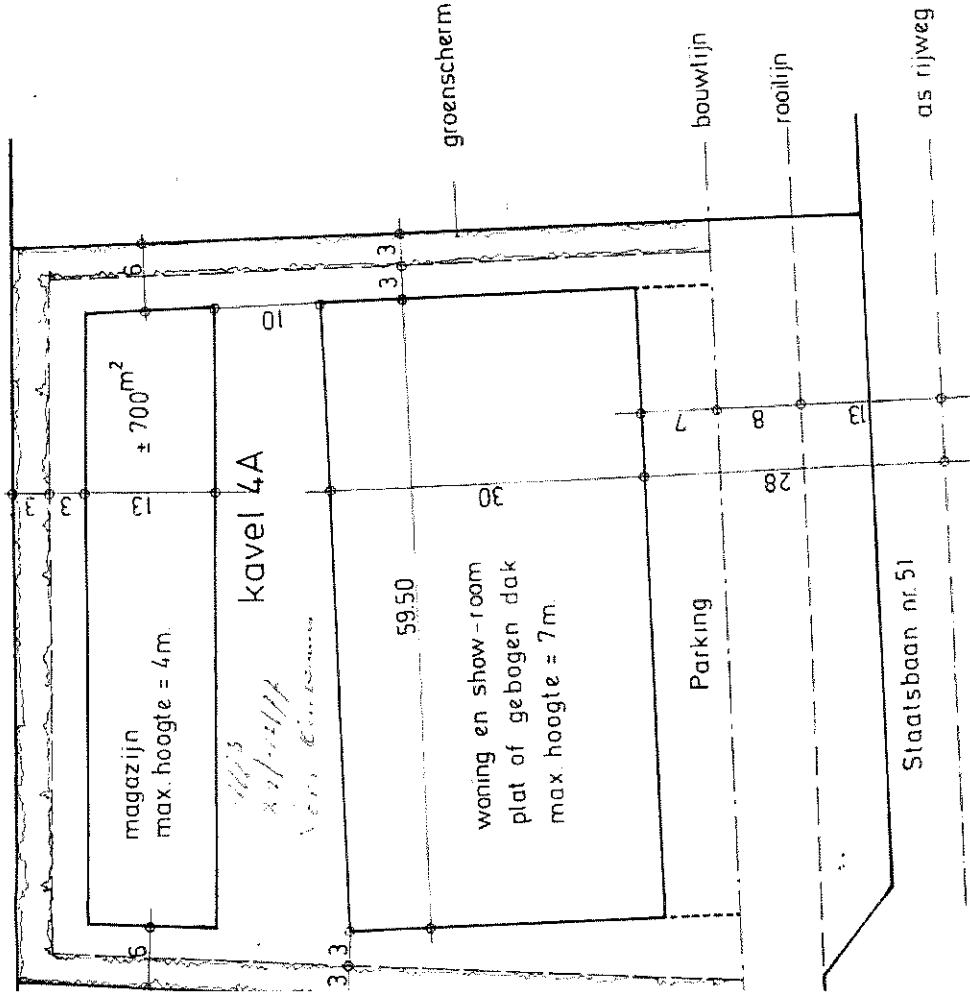 3
3
6
6
magazijn
max. hoogte = 4m.
± 700 m²
13
10
kavel 4A
groenscherm
3
3
3
3
59.50
30
woning en show-room
plat of gebogen dak
max. hoogte = 7m.
7
Parking
bouwlijn
8
28
rooilijn
13
Staatsbaan nr. 51
as rijweg